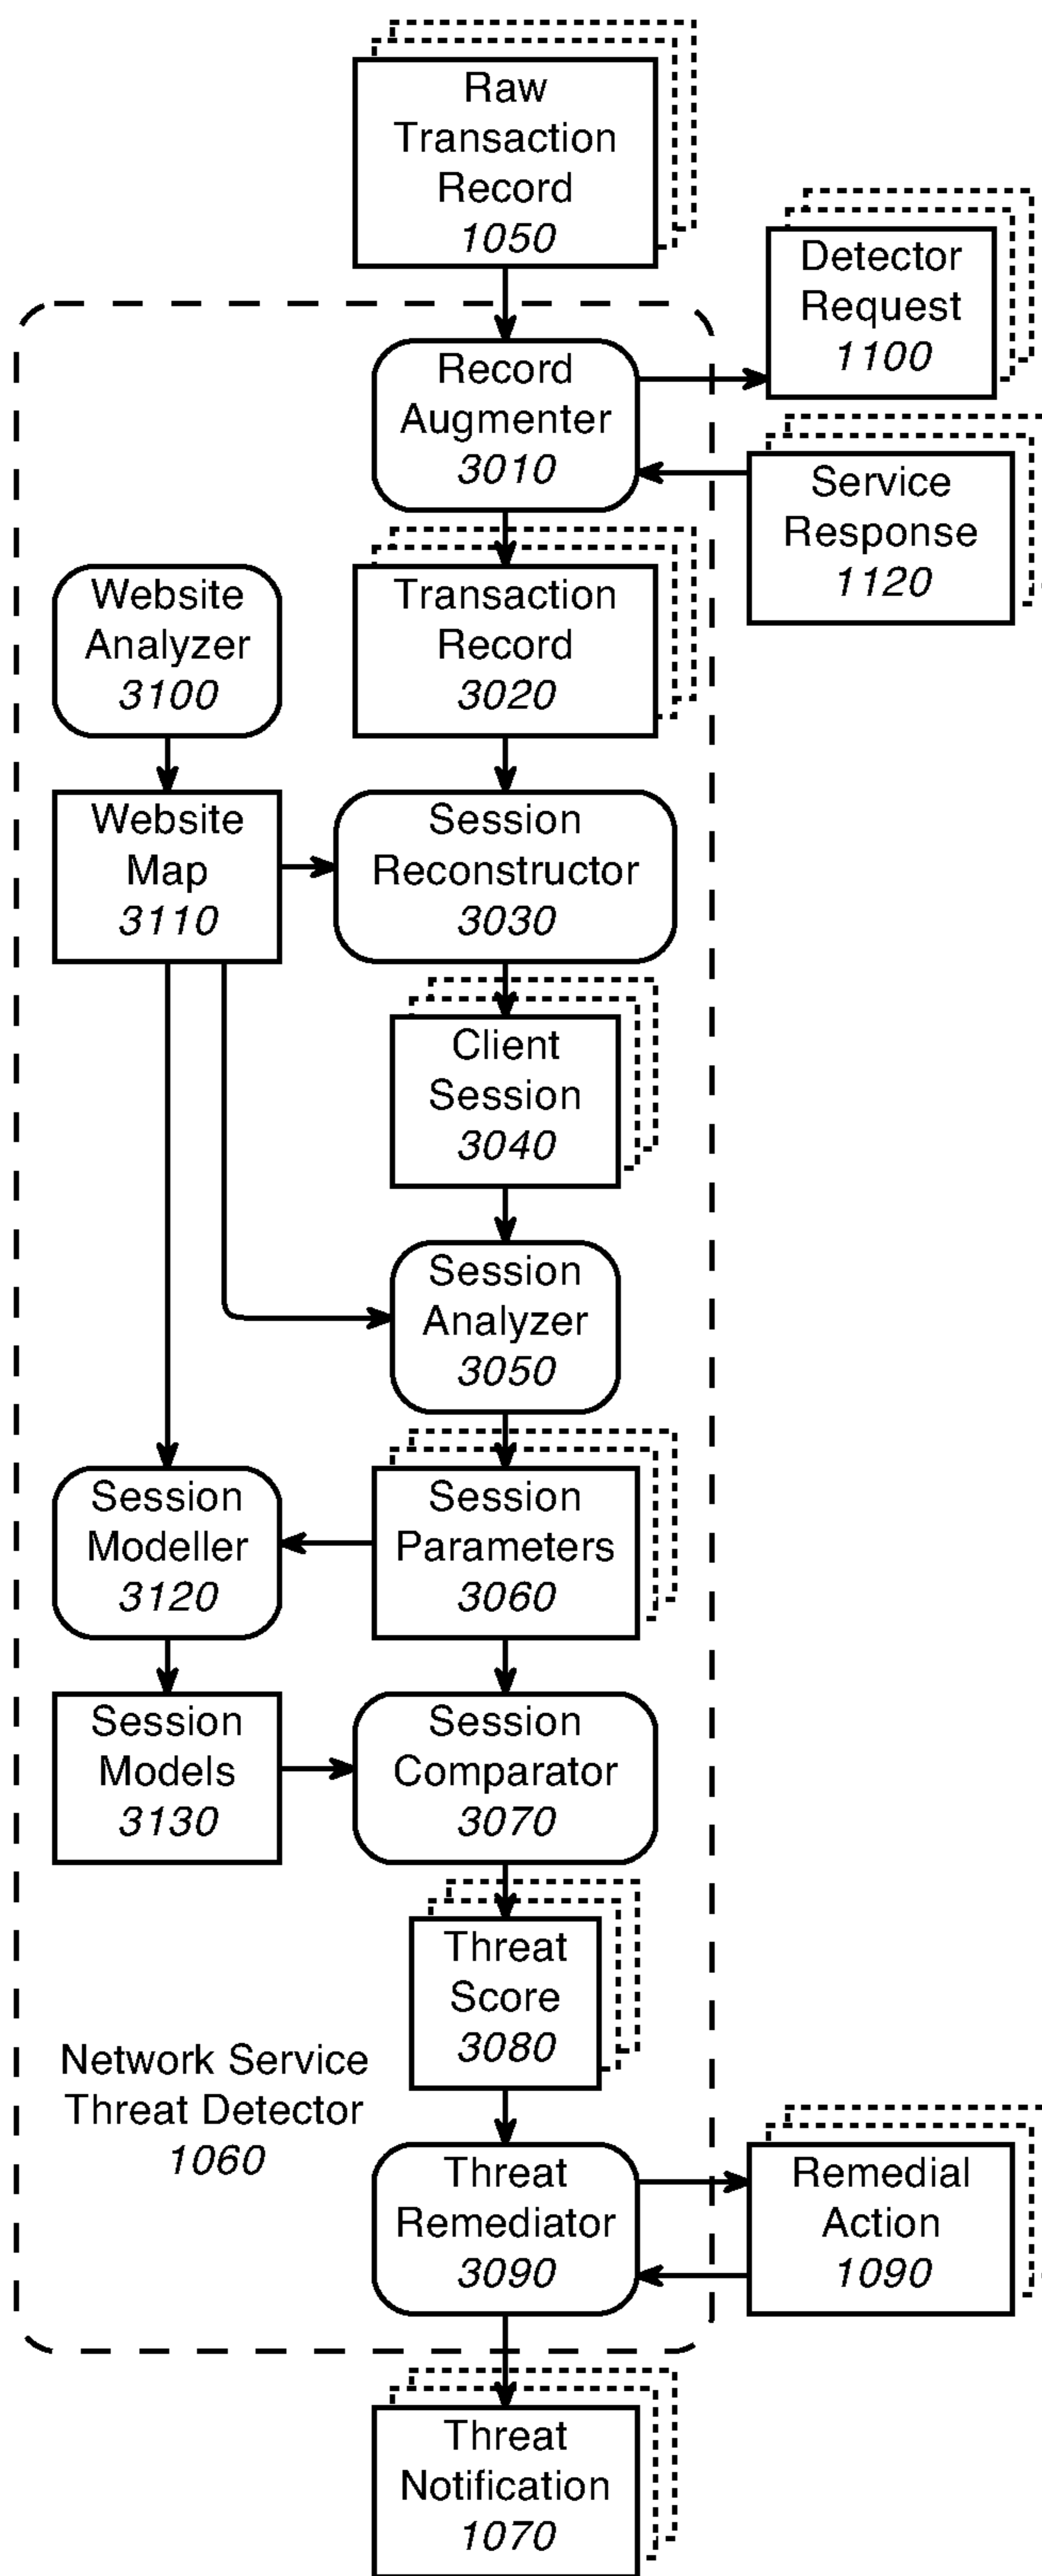 Raw
Transaction
Record
1050
Detector
Request
1100
Record
Augmenter
3010
Service
Response
1120
Website
Analyzer
3100
Transaction
Record
3020
Website
Map
3110
Session
Reconstructor
3030
Client
Session
3040
Session
Analyzer
3050
Session
Modeller
3120
Session
Parameters
3060
Session
Models
3130
Session
Comparator
3070
Threat
Score
3080
Network Service
Threat Detector
1060
Threat
Remediator
3090
Remedial
Action
1090
Threat
Notification
1070